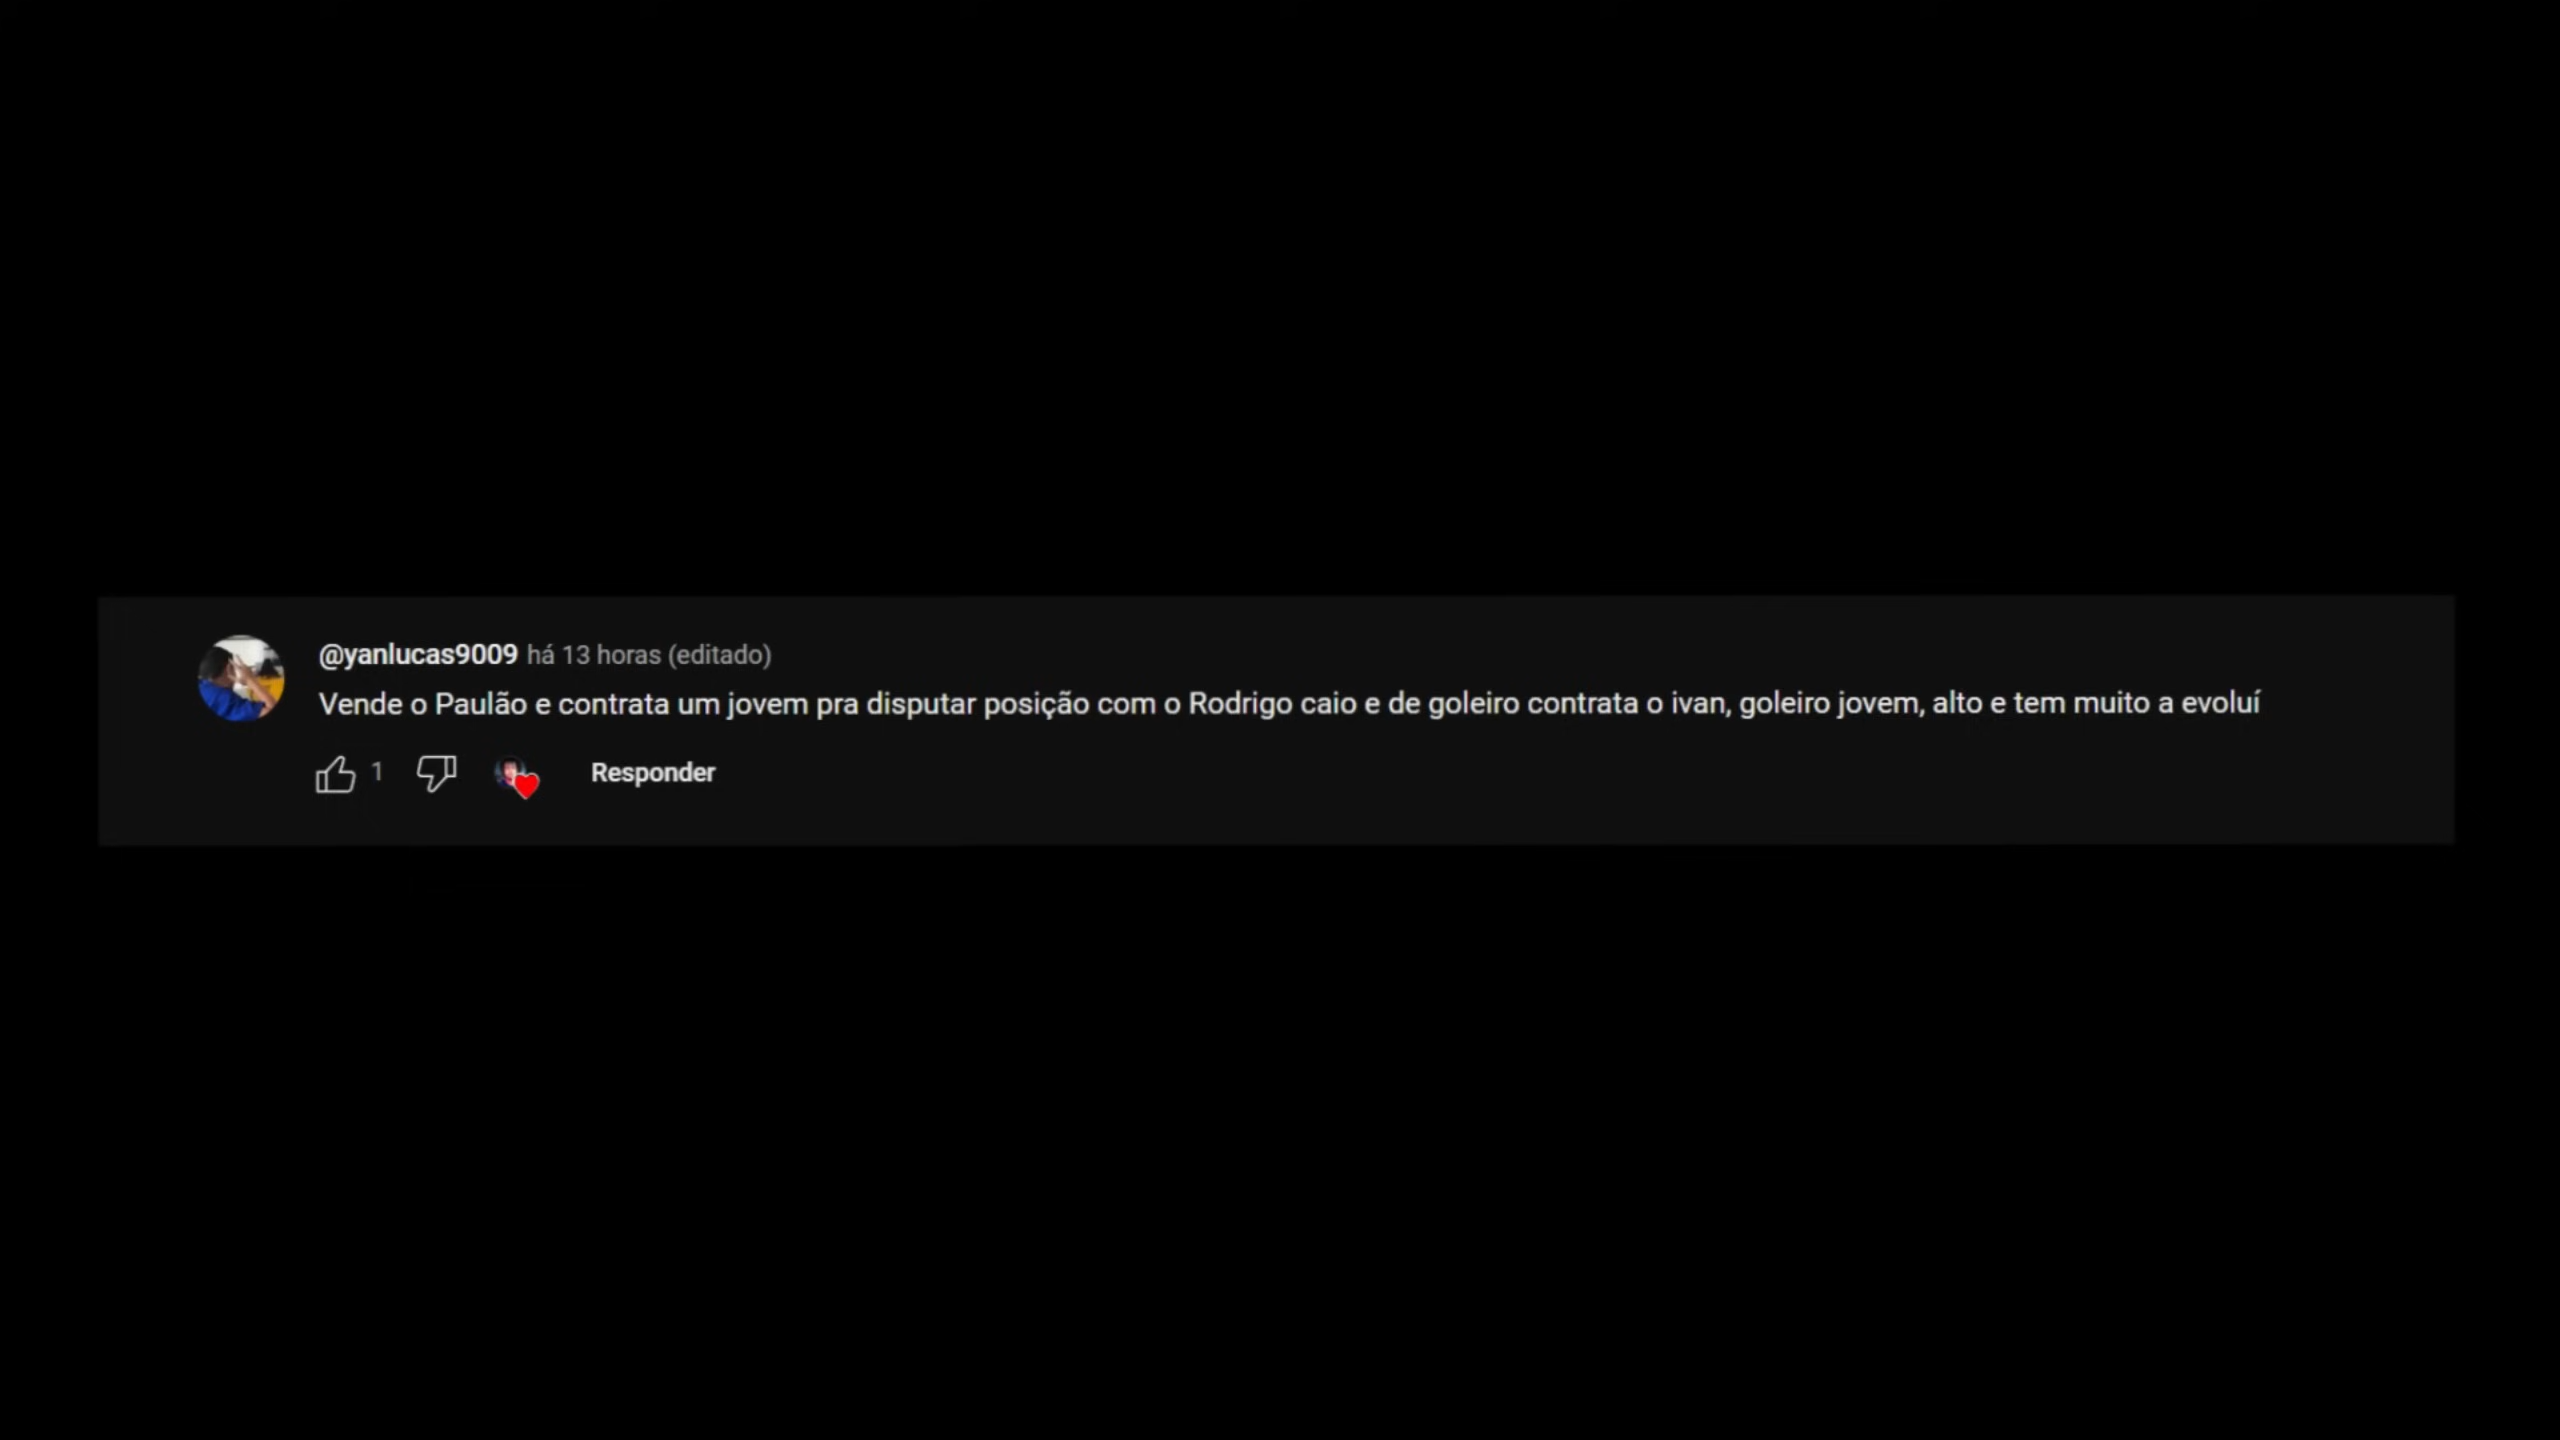 @yanlucas9009 há 13 horas (editado)
Vende o Paulão e contrata um jovem pra disputar posição com o Rodrigo caio e de goleiro contrata o ivan, goleiro jovem, alto e tem muito a evoluí
1 Responder